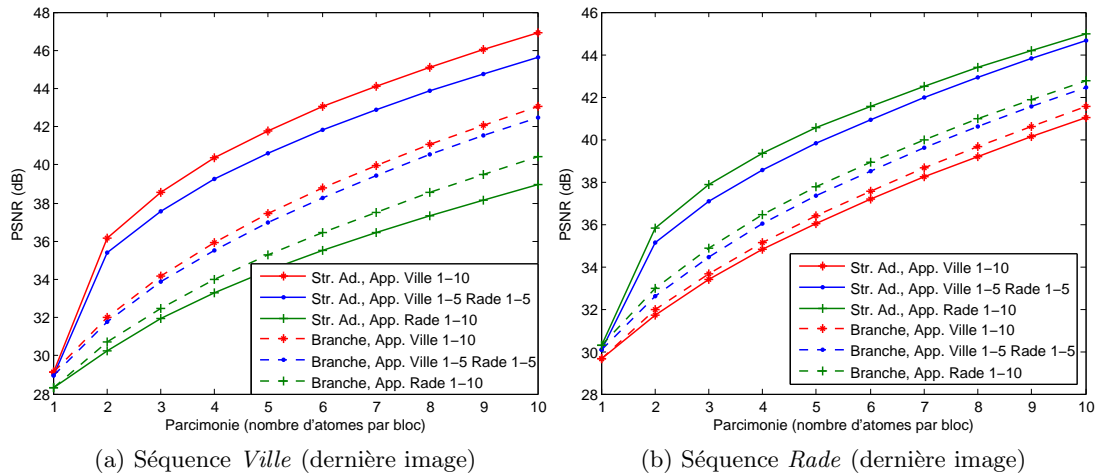 48
46
44
42
40
38
36
34
32
30
28
PSNR (dB)
1 2 3 4 5 6 7 8 9 10
Parcimonie (nombre d'atomes par bloc)
Str. Ad., App. Ville 1−10
Str. Ad., App. Ville 1−5 Rade 1−5
Str. Ad., App. Rade 1−10
Branche, App. Ville 1−10
Branche, App. Ville 1−5 Rade 1−5
Branche, App. Rade 1−10
(a) Séquence Ville (dernière image)
46
44
42
40
38
36
34
32
30
28
PSNR (dB)
1 2 3 4 5 6 7 8 9 10
Parcimonie (nombre d'atomes par bloc)
Str. Ad., App. Ville 1−10
Str. Ad., App. Ville 1−5 Rade 1−5
Str. Ad., App. Rade 1−10
Branche, App. Ville 1−10
Branche, App. Ville 1−5 Rade 1−5
Branche, App. Rade 1−10
(b) Séquence Rade (dernière image)